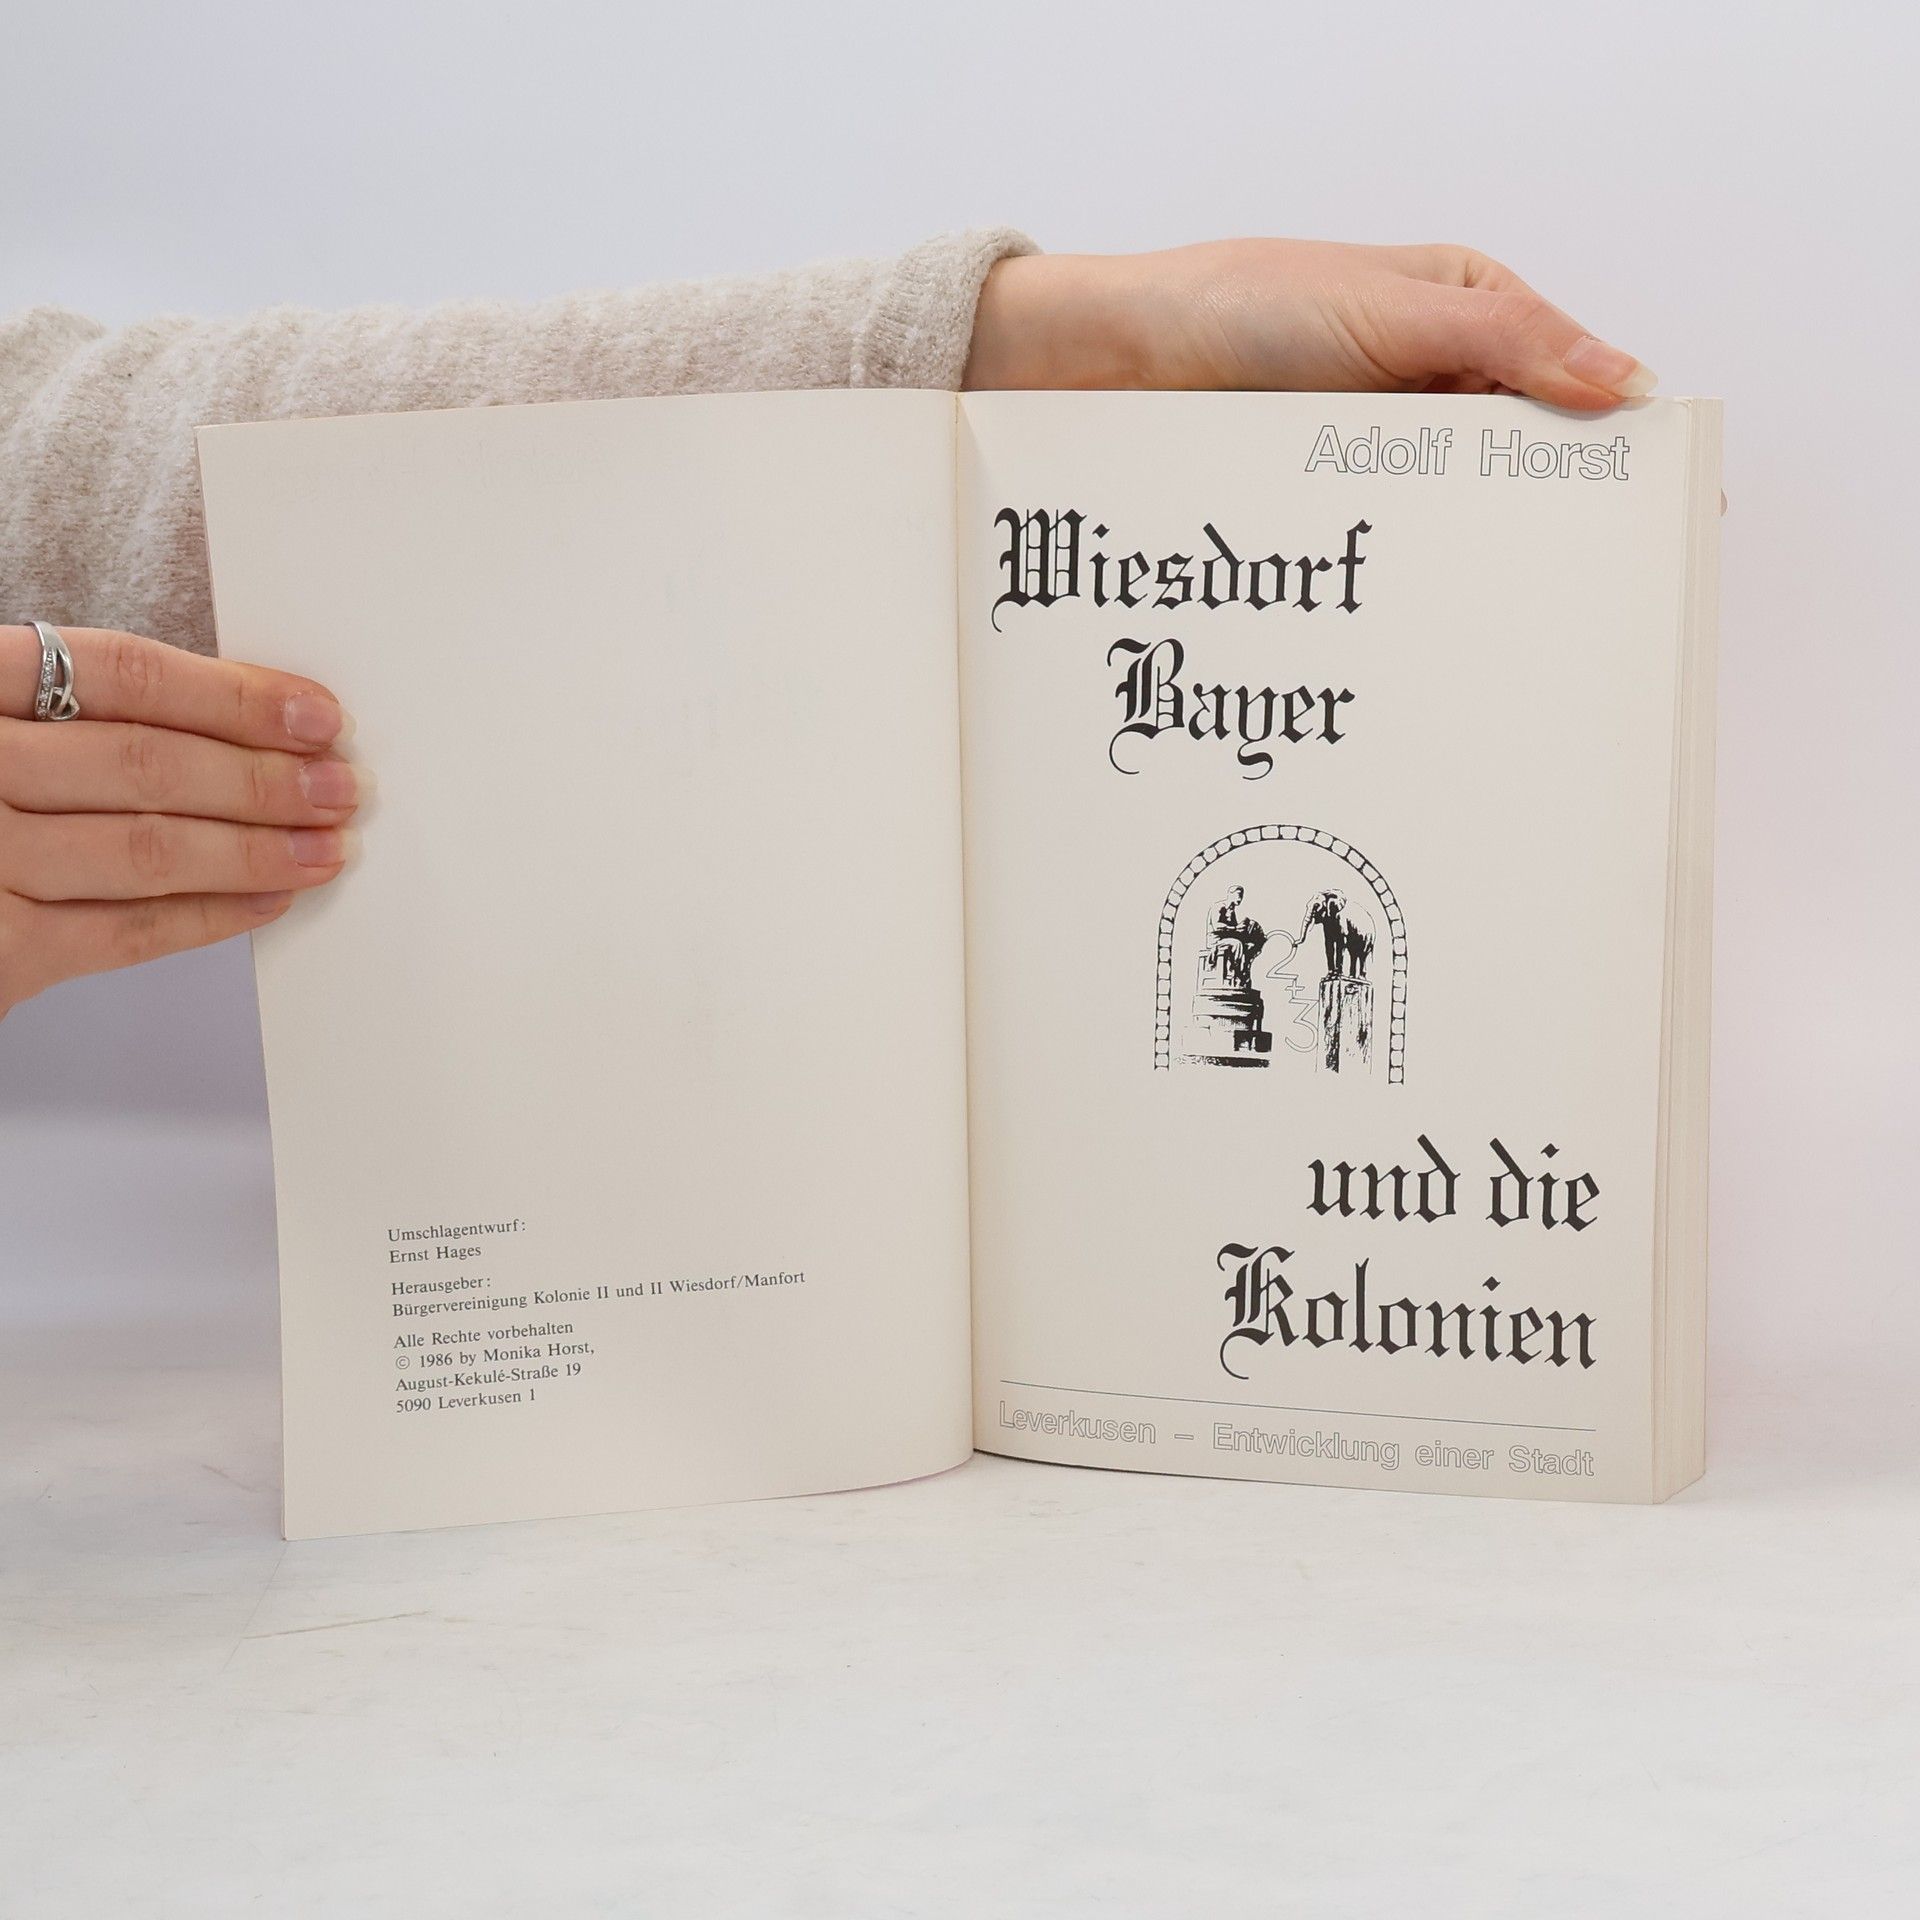 Umschlagentwurf:
Ernst Hages
Herausgeber:
Bürgervereinigung Kolonie II und II Wiesdorf/Manfort
Alle Rechte vorbehalten
© 1986 by Monika Horst,
August-Kekulé-Straße 19
5090 Leverkusen 1
Adolf Horst
Wiesdorf
Bayer
2
+
3
und die
Kolonien
Leverkusen – Entwicklung einer Stadt